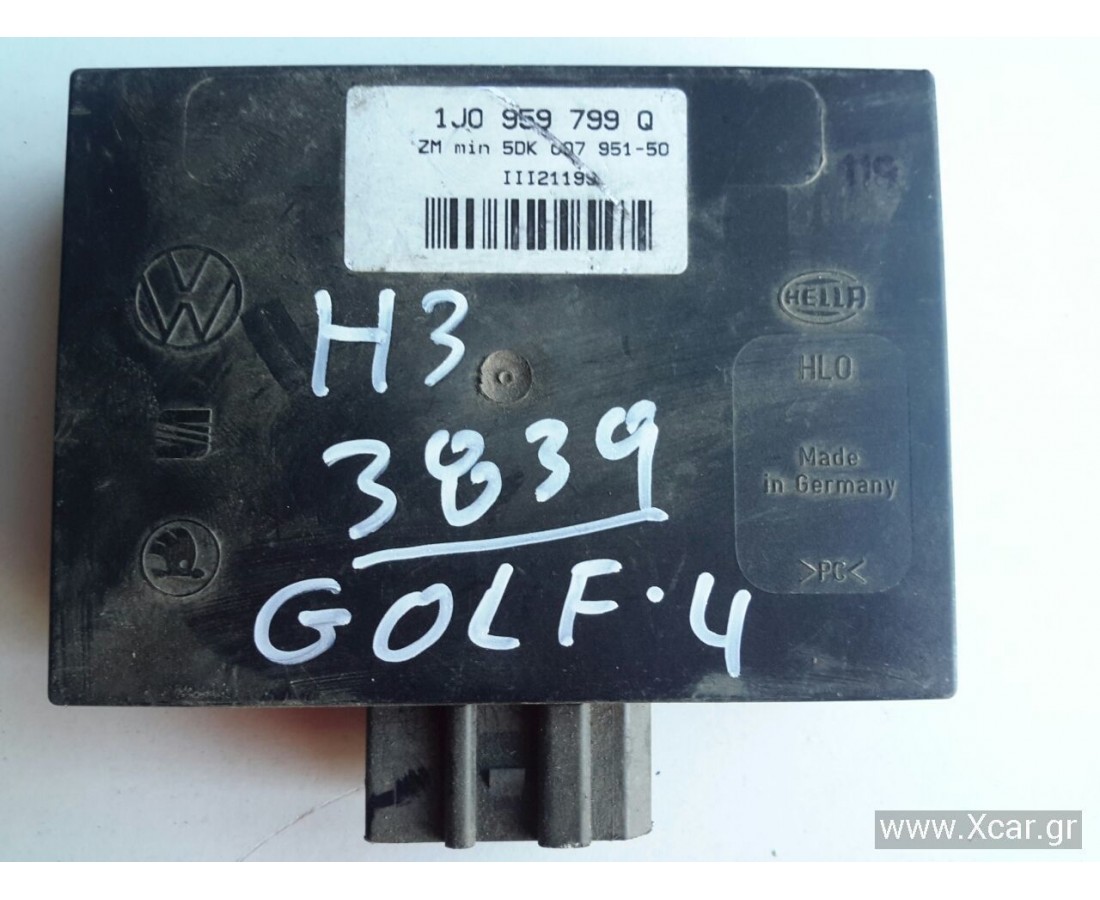 1J0 959 799 Q
ZM min 5DK 007 951-50
III21199
119
HELLA
H3
HLO
3839
Made
in Germany
>PC<
GOLF.4
www.Xcar.gr